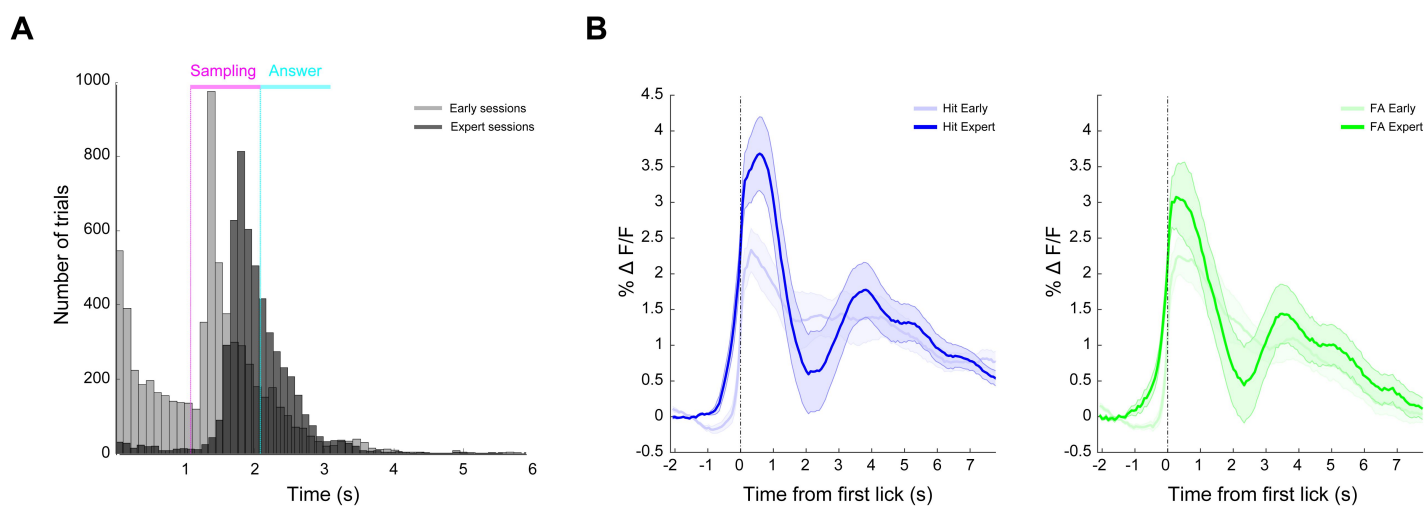 A
Sampling Answer
1000
800
600
400
200
0
Number of trials
1 2 3 4 5 6
Time (s)
Early sessions
Expert sessions
B
4.5
4
3.5
3
2.5
2
1.5
1
0.5
0
-0.5
% Δ F/F
-2 -1 0 1 2 3 4 5 6 7
Time from first lick (s)
Hit Early
Hit Expert
4.5
4
3.5
3
2.5
2
1.5
1
0.5
0
-0.5
% Δ F/F
-2 -1 0 1 2 3 4 5 6 7
Time from first lick (s)
FA Early
FA Expert